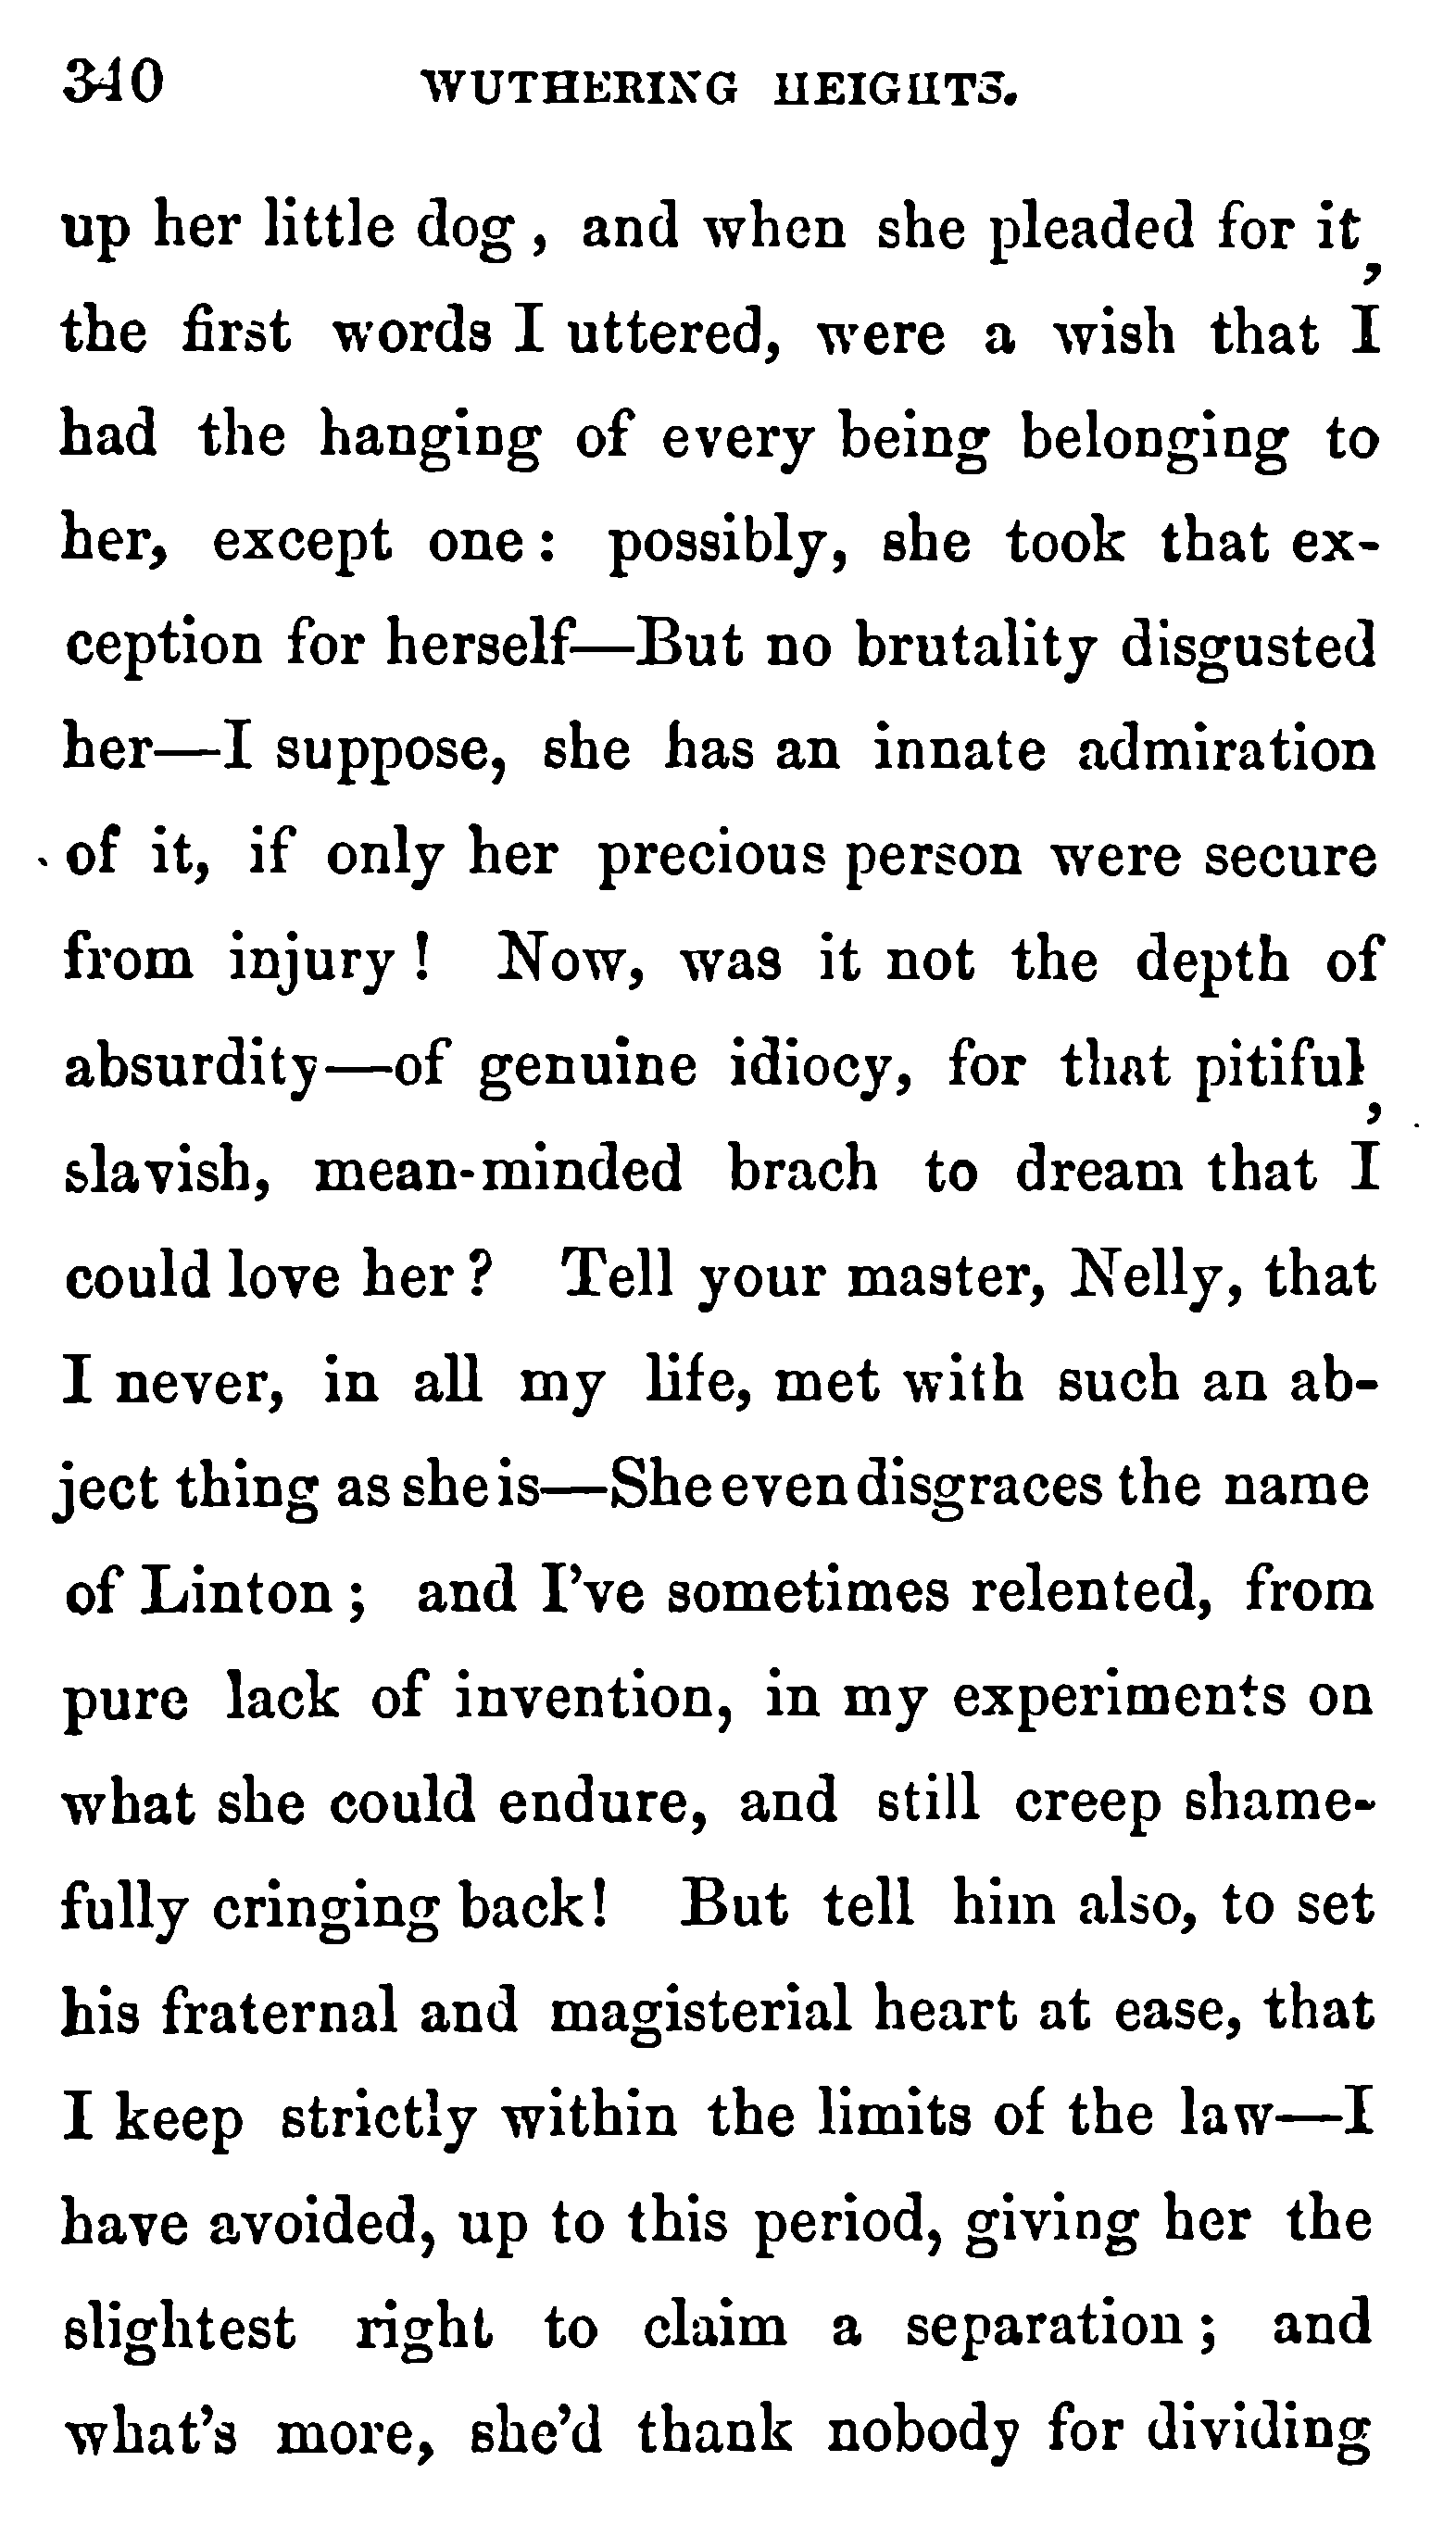 340 WUTHERING HEIGHTS.
up her little dog, and when she pleaded for it,
the first words I uttered, were a wish that I
had the hanging of every being belonging to
her, except one: possibly, she took that ex-
ception for herself—But no brutality disgusted
her—I suppose, she has an innate admiration
of it, if only her precious person were secure
from injury! Now, was it not the depth of
absurdity—of genuine idiocy, for that pitiful,
slavish, mean-minded brach to dream that I
could love her? Tell your master, Nelly, that
I never, in all my life, met with such an ab-
ject thing as she is—She even disgraces the name
of Linton; and I've sometimes relented, from
pure lack of invention, in my experiments on
what she could endure, and still creep shame-
fully cringing back! But tell him also, to set
his fraternal and magisterial heart at ease, that
I keep strictly within the limits of the law—I
have avoided, up to this period, giving her the
slightest right to claim a separation; and
what's more, she'd thank nobody for dividing